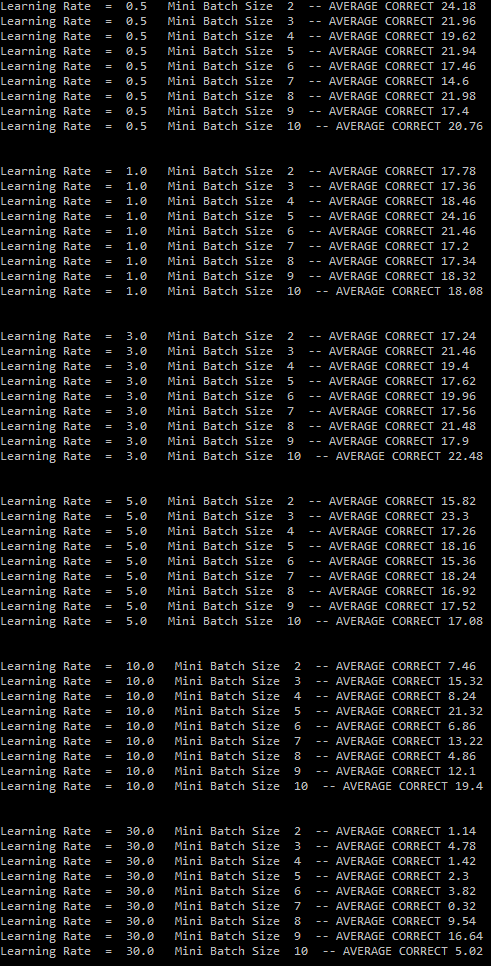 Learning Rate  =  0.5   Mini Batch Size  2  -- AVERAGE CORRECT 24.18
Learning Rate  =  0.5   Mini Batch Size  3  -- AVERAGE CORRECT 21.96
Learning Rate  =  0.5   Mini Batch Size  4  -- AVERAGE CORRECT 19.62
Learning Rate  =  0.5   Mini Batch Size  5  -- AVERAGE CORRECT 21.94
Learning Rate  =  0.5   Mini Batch Size  6  -- AVERAGE CORRECT 17.46
Learning Rate  =  0.5   Mini Batch Size  7  -- AVERAGE CORRECT 14.6
Learning Rate  =  0.5   Mini Batch Size  8  -- AVERAGE CORRECT 21.98
Learning Rate  =  0.5   Mini Batch Size  9  -- AVERAGE CORRECT 17.4
Learning Rate  =  0.5   Mini Batch Size  10  -- AVERAGE CORRECT 20.76
Learning Rate  =  1.0   Mini Batch Size  2  -- AVERAGE CORRECT 17.78
Learning Rate  =  1.0   Mini Batch Size  3  -- AVERAGE CORRECT 17.36
Learning Rate  =  1.0   Mini Batch Size  4  -- AVERAGE CORRECT 18.46
Learning Rate  =  1.0   Mini Batch Size  5  -- AVERAGE CORRECT 24.16
Learning Rate  =  1.0   Mini Batch Size  6  -- AVERAGE CORRECT 21.46
Learning Rate  =  1.0   Mini Batch Size  7  -- AVERAGE CORRECT 17.2
Learning Rate  =  1.0   Mini Batch Size  8  -- AVERAGE CORRECT 17.34
Learning Rate  =  1.0   Mini Batch Size  9  -- AVERAGE CORRECT 18.32
Learning Rate  =  1.0   Mini Batch Size  10  -- AVERAGE CORRECT 18.08
Learning Rate  =  3.0   Mini Batch Size  2  -- AVERAGE CORRECT 17.24
Learning Rate  =  3.0   Mini Batch Size  3  -- AVERAGE CORRECT 21.46
Learning Rate  =  3.0   Mini Batch Size  4  -- AVERAGE CORRECT 19.4
Learning Rate  =  3.0   Mini Batch Size  5  -- AVERAGE CORRECT 17.62
Learning Rate  =  3.0   Mini Batch Size  6  -- AVERAGE CORRECT 19.96
Learning Rate  =  3.0   Mini Batch Size  7  -- AVERAGE CORRECT 17.56
Learning Rate  =  3.0   Mini Batch Size  8  -- AVERAGE CORRECT 21.48
Learning Rate  =  3.0   Mini Batch Size  9  -- AVERAGE CORRECT 17.9
Learning Rate  =  3.0   Mini Batch Size  10  -- AVERAGE CORRECT 22.48
Learning Rate  =  5.0   Mini Batch Size  2  -- AVERAGE CORRECT 15.82
Learning Rate  =  5.0   Mini Batch Size  3  -- AVERAGE CORRECT 23.3
Learning Rate  =  5.0   Mini Batch Size  4  -- AVERAGE CORRECT 17.26
Learning Rate  =  5.0   Mini Batch Size  5  -- AVERAGE CORRECT 18.16
Learning Rate  =  5.0   Mini Batch Size  6  -- AVERAGE CORRECT 15.36
Learning Rate  =  5.0   Mini Batch Size  7  -- AVERAGE CORRECT 18.24
Learning Rate  =  5.0   Mini Batch Size  8  -- AVERAGE CORRECT 16.92
Learning Rate  =  5.0   Mini Batch Size  9  -- AVERAGE CORRECT 17.52
Learning Rate  =  5.0   Mini Batch Size  10  -- AVERAGE CORRECT 17.08
Learning Rate  =  10.0   Mini Batch Size  2  -- AVERAGE CORRECT 7.46
Learning Rate  =  10.0   Mini Batch Size  3  -- AVERAGE CORRECT 15.32
Learning Rate  =  10.0   Mini Batch Size  4  -- AVERAGE CORRECT 8.24
Learning Rate  =  10.0   Mini Batch Size  5  -- AVERAGE CORRECT 21.32
Learning Rate  =  10.0   Mini Batch Size  6  -- AVERAGE CORRECT 6.86
Learning Rate  =  10.0   Mini Batch Size  7  -- AVERAGE CORRECT 13.22
Learning Rate  =  10.0   Mini Batch Size  8  -- AVERAGE CORRECT 4.86
Learning Rate  =  10.0   Mini Batch Size  9  -- AVERAGE CORRECT 12.1
Learning Rate  =  10.0   Mini Batch Size  10  -- AVERAGE CORRECT 19.4
Learning Rate  =  30.0   Mini Batch Size  2  -- AVERAGE CORRECT 1.14
Learning Rate  =  30.0   Mini Batch Size  3  -- AVERAGE CORRECT 4.78
Learning Rate  =  30.0   Mini Batch Size  4  -- AVERAGE CORRECT 1.42
Learning Rate  =  30.0   Mini Batch Size  5  -- AVERAGE CORRECT 2.3
Learning Rate  =  30.0   Mini Batch Size  6  -- AVERAGE CORRECT 3.82
Learning Rate  =  30.0   Mini Batch Size  7  -- AVERAGE CORRECT 0.32
Learning Rate  =  30.0   Mini Batch Size  8  -- AVERAGE CORRECT 9.54
Learning Rate  =  30.0   Mini Batch Size  9  -- AVERAGE CORRECT 16.64
Learning Rate  =  30.0   Mini Batch Size  10  -- AVERAGE CORRECT 5.02